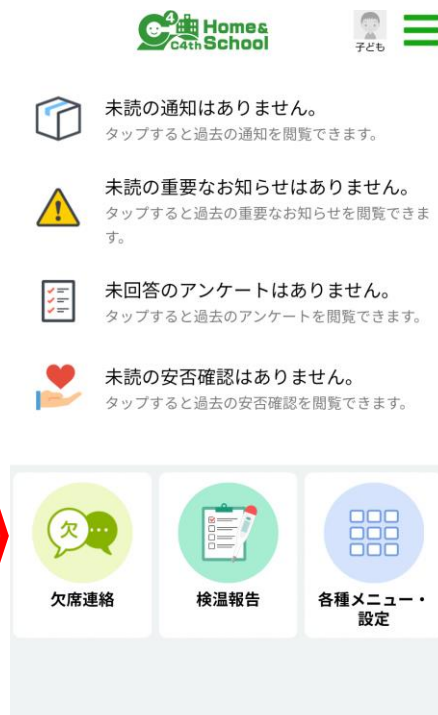 C4 Home&
C4th School
子ども
未読の通知はありません。
タップすると過去の通知を閲覧できます。
未読の重要なお知らせはありません。
タップすると過去の重要なお知らせを閲覧できま
す。
未回答のアンケートはありません。
タップすると過去のアンケートを閲覧できます。
未読の安否確認はありません。
タップすると過去の安否確認を閲覧できます。
欠
欠席連絡
検温報告
各種メニュー・
設定